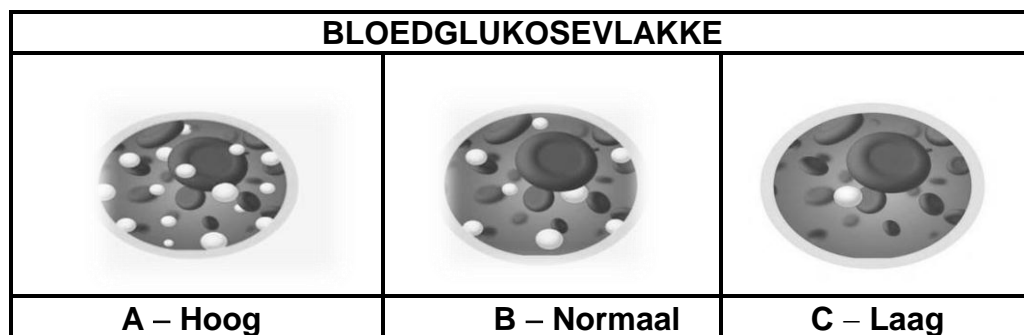 BLOEDGLUKOSEVLAKKE
A – Hoog
B – Normaal
C – Laag